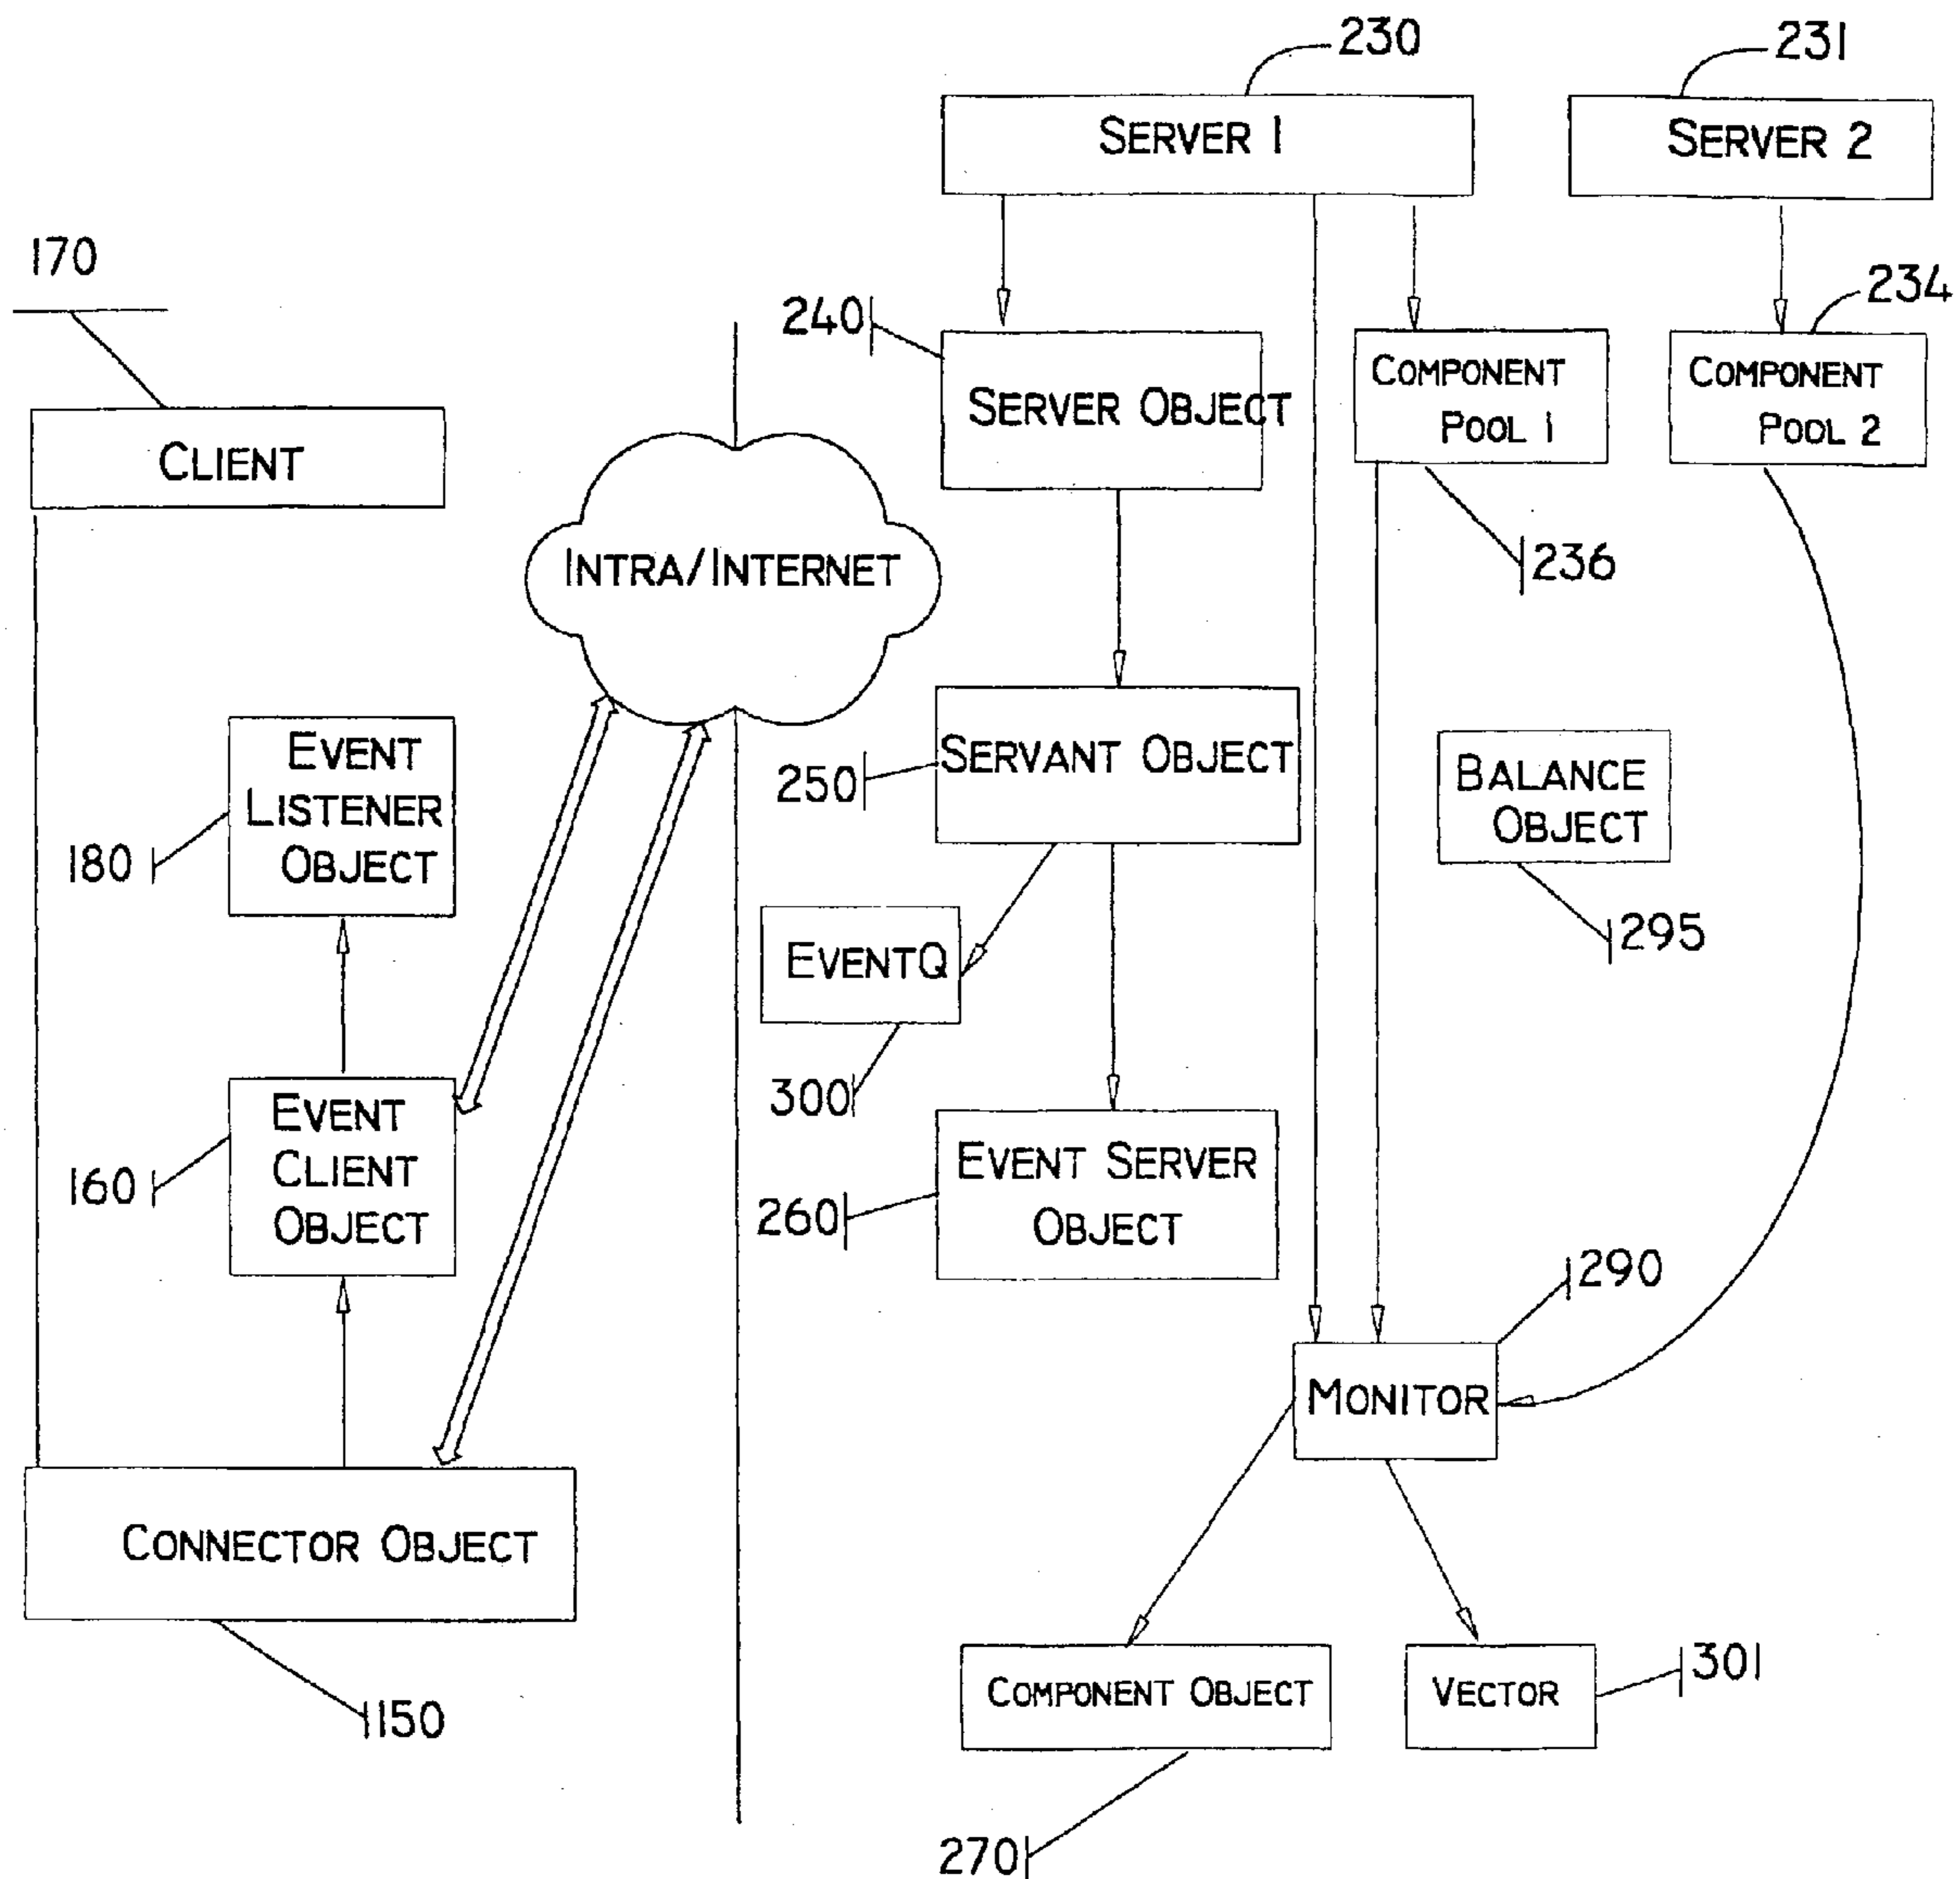 230
231
SERVER 1
SERVER 2
170
240
234
CLIENT
SERVER OBJECT
COMPONENT
POOL 1
COMPONENT
POOL 2
INTRA/INTERNET
236
EVENT
LISTENER
OBJECT
180
SERVANT OBJECT
250
BALANCE
OBJECT
295
EVENTQ
300
EVENT
CLIENT
OBJECT
160
EVENT SERVER
OBJECT
260
290
MONITOR
CONNECTOR OBJECT
1150
COMPONENT OBJECT
VECTOR
301
270